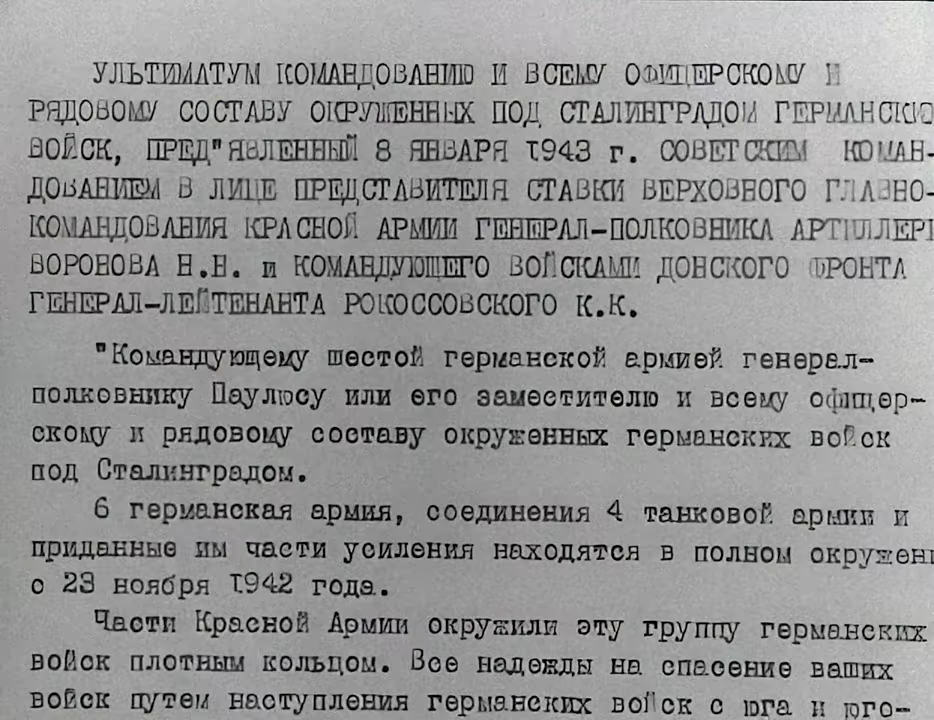 УЛЬТИМАТУМ КОМАНДОВАНИЮ И ВСЕМУ ОФИЦЕРСКОМУ И
РЯДОВОМУ СОСТАВУ ОКРУЖЕННЫХ ПОД СТАЛИНГРАДОМ ГЕРМАНСКИ
ВОЙСК, ПРЕД"ЯВЛЕННЫЙ 8 ЯНВАРЯ 1943 г. СОВЕТСКИМ КОМАН-
ДОВАНИЕМ В ЛИЦЕ ПРЕДСТАВИТЕЛЯ СТАВКИ ВЕРХОВНОГО ГЛАВНО-
КОМАНДОВАНИЯ КРАСНОЙ АРМИИ ГЕНЕРАЛ-ПОЛКОВНИКА АРТИЛЛЕРИ
ВОРОНОВА Н.Н. и КОМАНДУЮЩЕГО ВОЙСКАМИ ДОНСКОГО ФРОНТА
ГЕНЕРАЛ-ЛЕЙТЕНАНТА РОКОССОВСКОГО К.К.
"Командующему шестой германской армией генерал-
полковнику Паулюсу или его заместителю и всему офицер-
скому и рядовому составу окруженных германских войск
под Сталинградом.
6 германская армия, соединения 4 танковой армии и
приданные им части усиления находятся в полном окружени
с 23 ноября 1942 года.
Части Красной Армии окружили эту группу германских
войск плотным кольцом. Все надежды на спасение ваших
войск путем наступления германских войск с юга и юго-